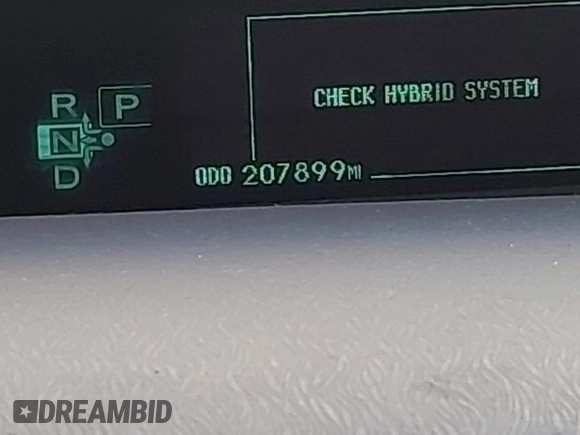 R
P
N
D
CHECK HYBRID SYSTEM
ODO 207899MI
DREAMBID